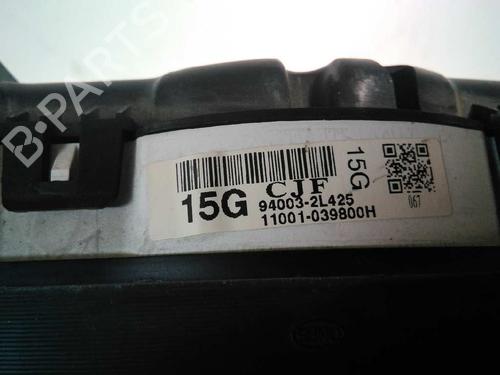 B-PARTS
15G CJF
94003-2L425
11001-039800H
15G
067